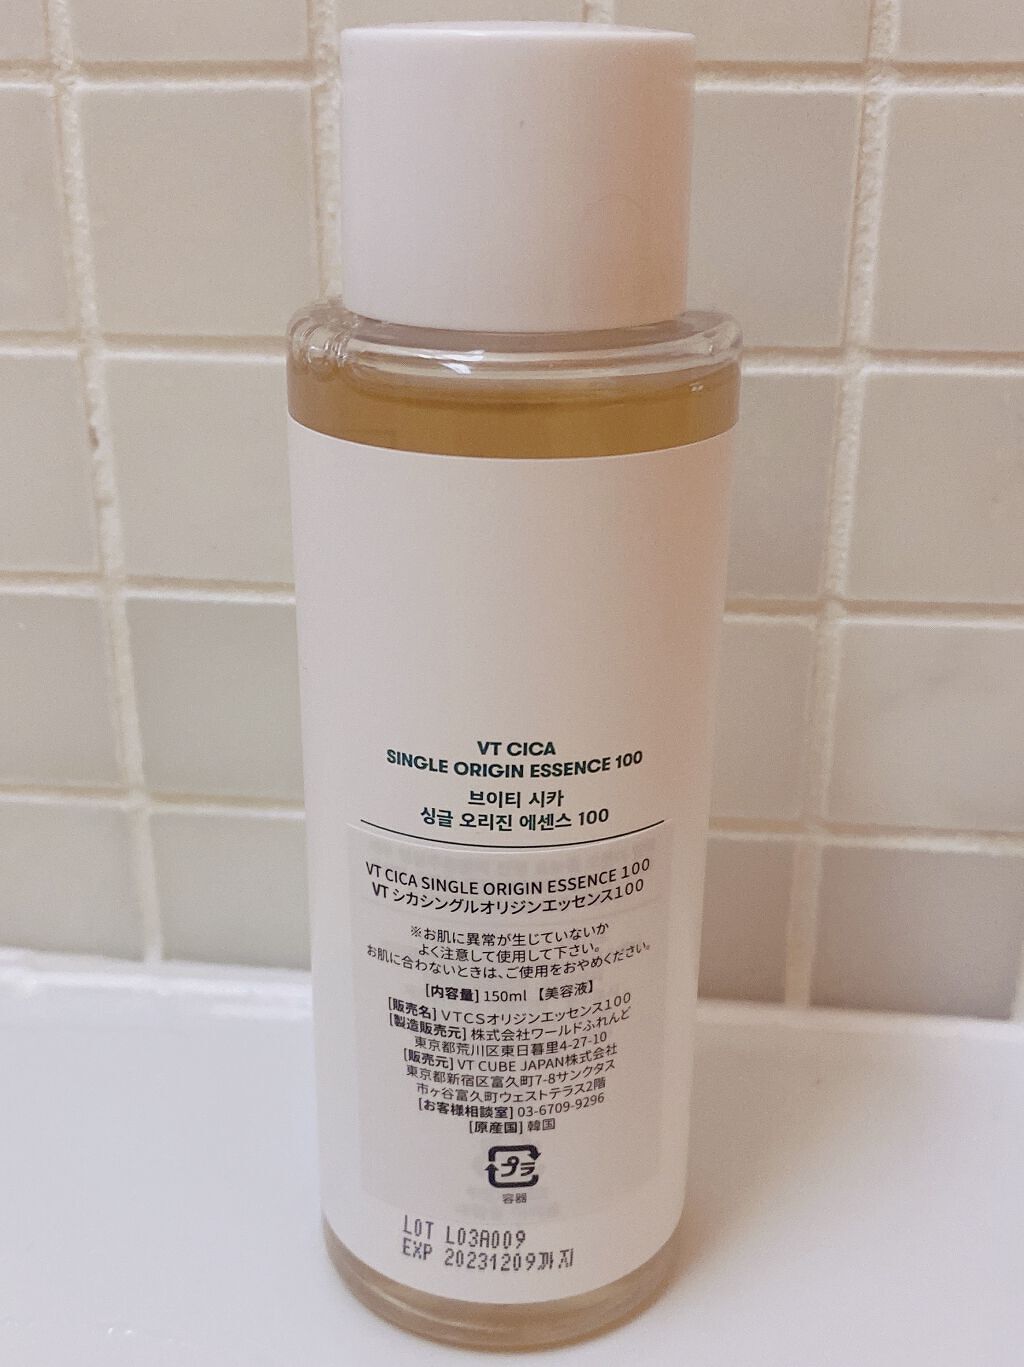 VT CICA
SINGLE ORIGIN ESSENCE 100
브이티 시카
싱글 오리진 에센스 100
VT CICA SINGLE ORIGIN ESSENCE 100
VT シカシングルオリジンエッセンス100
※お肌に異常が生じていないか
よく注意して使用して下さい。
お肌に合わないときは、ご使用をおやめください。
[内容量] 150ml 【美容液】
[販売名] VTCSオリジンエッセンス100
[製造販売元] 株式会社ワールドふれんど
東京都荒川区東日暮里4-27-10
[販売元] VT CUBE JAPAN株式会社
東京都新宿区富久町7-8サンクタス
市ヶ谷富久町ウェストテラス2階
[お客様相談室] 03-6709-9296
[原産国] 韓国
プラ
容器
LOT L03A009
EXP 20231209까지